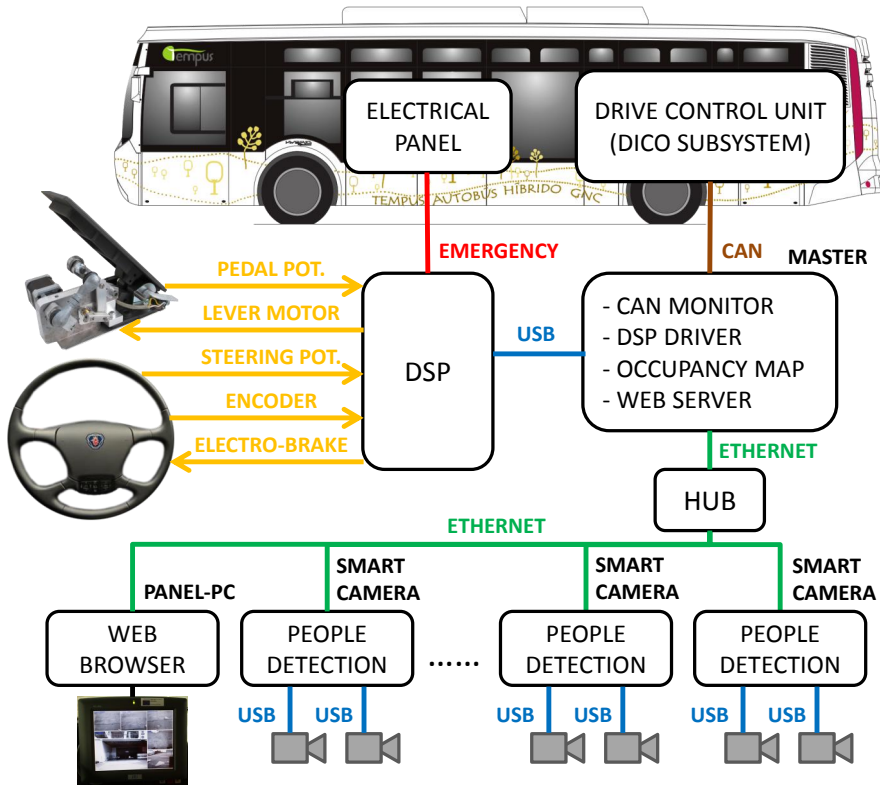 Tempus
ELECTRICAL
PANEL
DRIVE CONTROL UNIT
(DICO SUBSYSTEM)
TEMPUS AUTOBUS HIBRIDO GNC
EMERGENCY
CAN
MASTER
PEDAL POT.
LEVER MOTOR
STEERING POT.
ENCODER
ELECTRO-BRAKE
DSP
USB
- CAN MONITOR
- DSP DRIVER
- OCCUPANCY MAP
- WEB SERVER
ETHERNET
HUB
ETHERNET
PANEL-PC
SMART
CAMERA
SMART
CAMERA
SMART
CAMERA
WEB
BROWSER
PEOPLE
DETECTION
......
PEOPLE
DETECTION
PEOPLE
DETECTION
USB USB
USB USB
USB USB